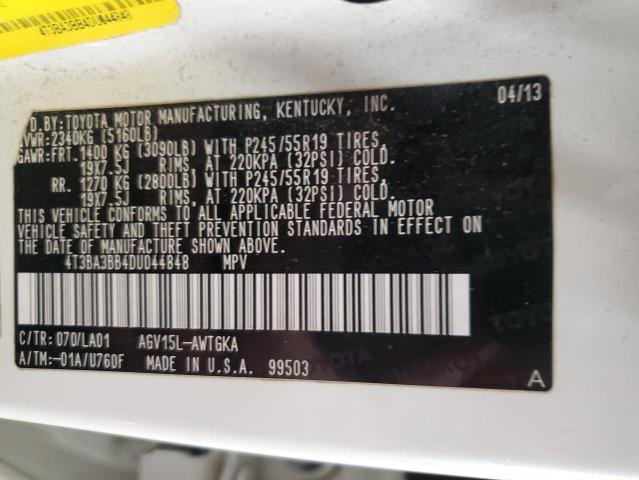 4T3BA3BB4DU044848
04/13
D.BY: TOYOTA MOTOR MANUFACTURING, KENTUCKY, INC.
VWR: 2340KG (5160LB)
GAWR: FRT. 1400 KG (3090LB) WITH P245/55R19 TIRES,
19X7.5J RIMS, AT 220KPA (32PSI) COLD.
RR. 1270 KG (2800LB) WITH P245/55R19 TIRES,
19X7.5J RIMS, AT 220KPA (32PSI) COLD.
THIS VEHICLE CONFORMS TO ALL APPLICABLE FEDERAL MOTOR
VEHICLE SAFETY AND THEFT PREVENTION STANDARDS IN EFFECT ON
THE DATE OF MANUFACTURE SHOWN ABOVE.
4T3BA3BB4DU044848 MPV
C/TR: 070/LA01 AGV15L-AWTGKA
A/TM:-01A/U760F MADE IN U.S.A. 99503
A